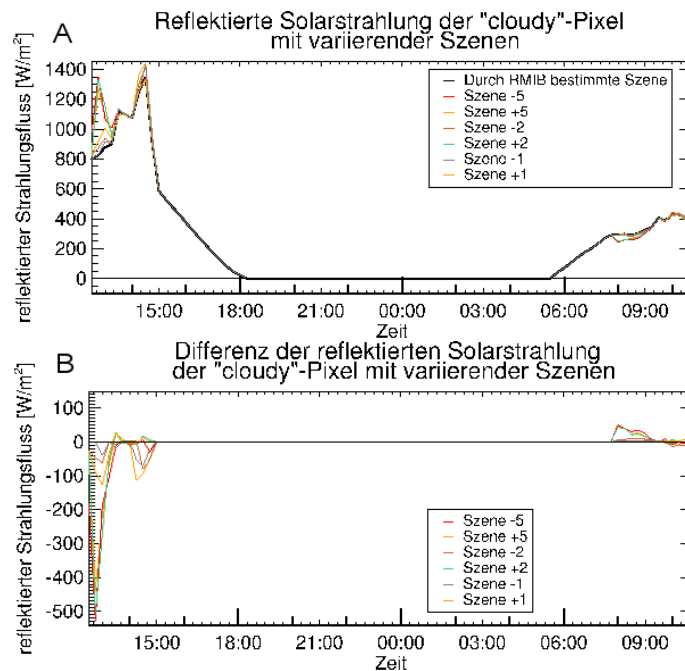 A
Reflektierte Solarstrahlung der "cloudy"-Pixel
mit variierender Szenen
reflektierter Strahlungsfluss [W/m²]
1400
1200
1000
800
600
400
200
0
Durch RMIB bestimmte Szene
Szene -5
Szene +5
Szene -2
Szene +2
Szene -1
Szene +1
15:00 18:00 21:00 00:00 03:00 06:00 09:00
Zeit
B
Differenz der reflektierten Solarstrahlung
der "cloudy"-Pixel mit variierender Szenen
reflektierter Strahlungsfluss [W/m²]
100
0
-100
-200
-300
-400
-500
Szene -5
Szene +5
Szene -2
Szene +2
Szene -1
Szene +1
15:00 18:00 21:00 00:00 03:00 06:00 09:00
Zeit